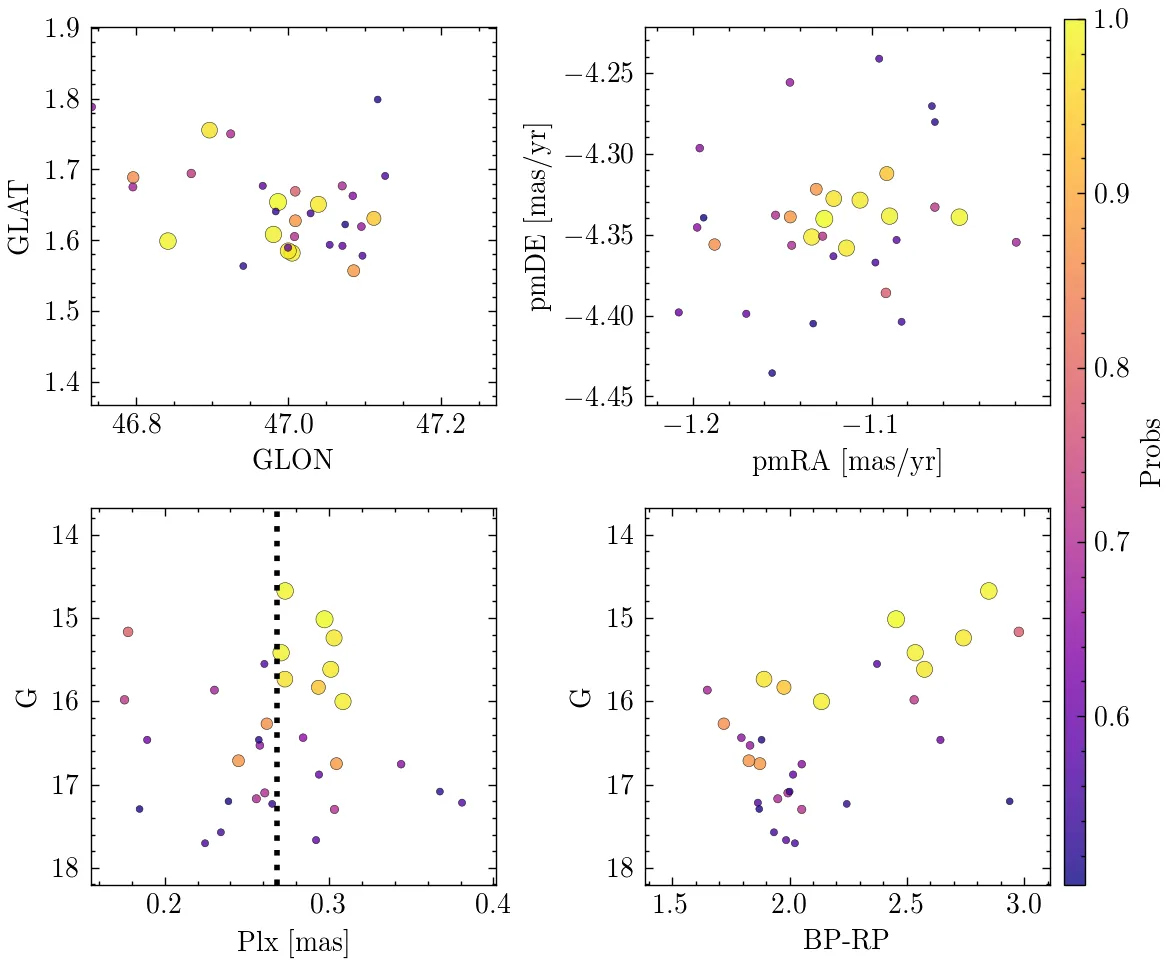 1.9
1.8
1.7
1.6
1.5
1.4
GLAT
46.8 47.0 47.2
GLON
−4.25
−4.30
−4.35
−4.40
−4.45
pmDE [mas/yr]
−1.2 −1.1
pmRA [mas/yr]
1.0
0.9
0.8
0.7
0.6
Probs
14
15
16
17
18
G
0.2 0.3 0.4
Plx [mas]
14
15
16
17
18
G
1.5 2.0 2.5 3.0
BP-RP